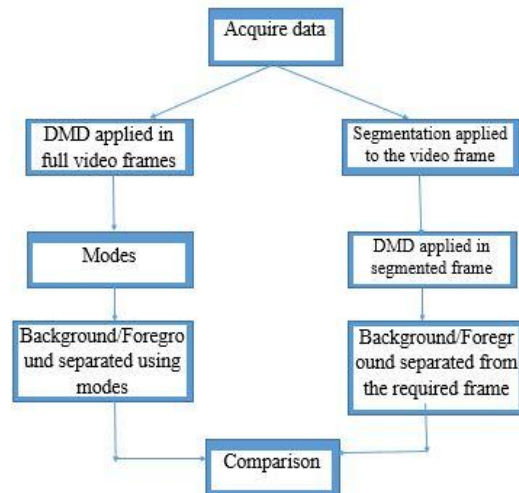 Acquire data
DMD applied in
full video frames
Segmentation applied
to the video frame
Modes
DMD applied in
segmented frame
Background/Foregro
und separated using
modes
Background/Foregr
ound separated from
the required frame
Comparison